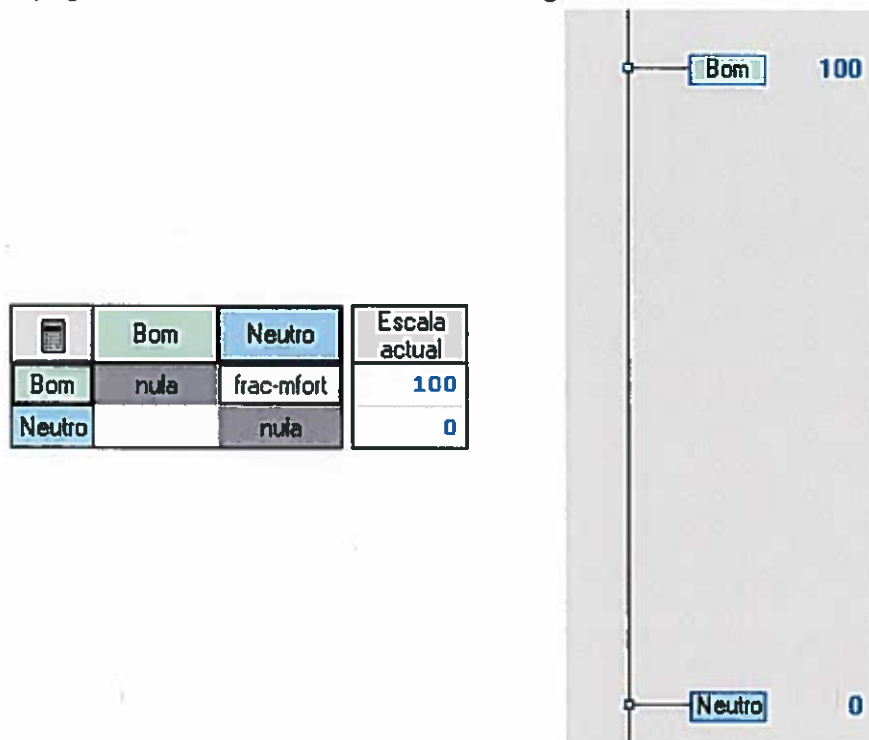 Bom 100
Bom Neutro Escala actual
Bom nula frac-mfort 100
Neutro nula 0
Neutro 0